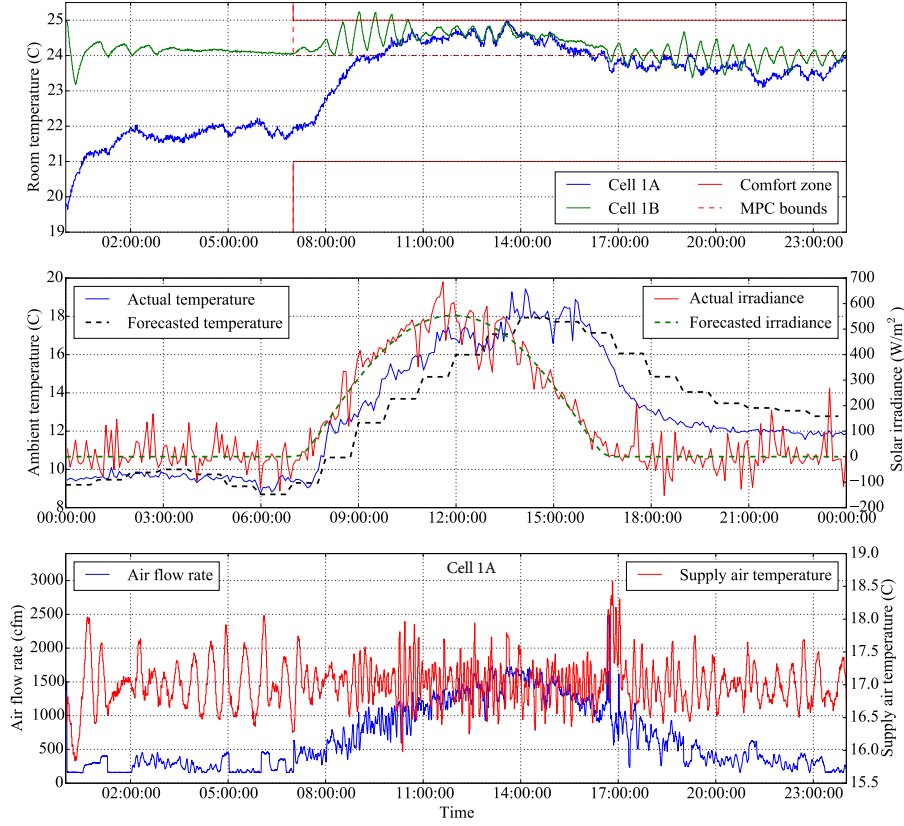 25
24
23
22
21
20
19
Room temperature (C)
Cell 1A
Cell 1B
Comfort zone
MPC bounds
02:00:00 05:00:00 08:00:00 11:00:00 14:00:00 17:00:00 20:00:00 23:00:00
20
18
16
14
12
10
8
Ambient temperature (C)
Actual temperature
Forecasted temperature
Actual irradiance
Forecasted irradiance
700
600
500
400
300
200
100
0
−100
−200
Solar irradiance (W/m²)
00:00:00 03:00:00 06:00:00 09:00:00 12:00:00 15:00:00 18:00:00 21:00:00 00:00:00
Cell 1A
3000
2500
2000
1500
1000
500
0
Air flow rate (cfm)
Air flow rate
Supply air temperature
19.0
18.5
18.0
17.5
17.0
16.5
16.0
15.5
Supply air temperature (C)
02:00:00 05:00:00 08:00:00 11:00:00 14:00:00 17:00:00 20:00:00 23:00:00
Time